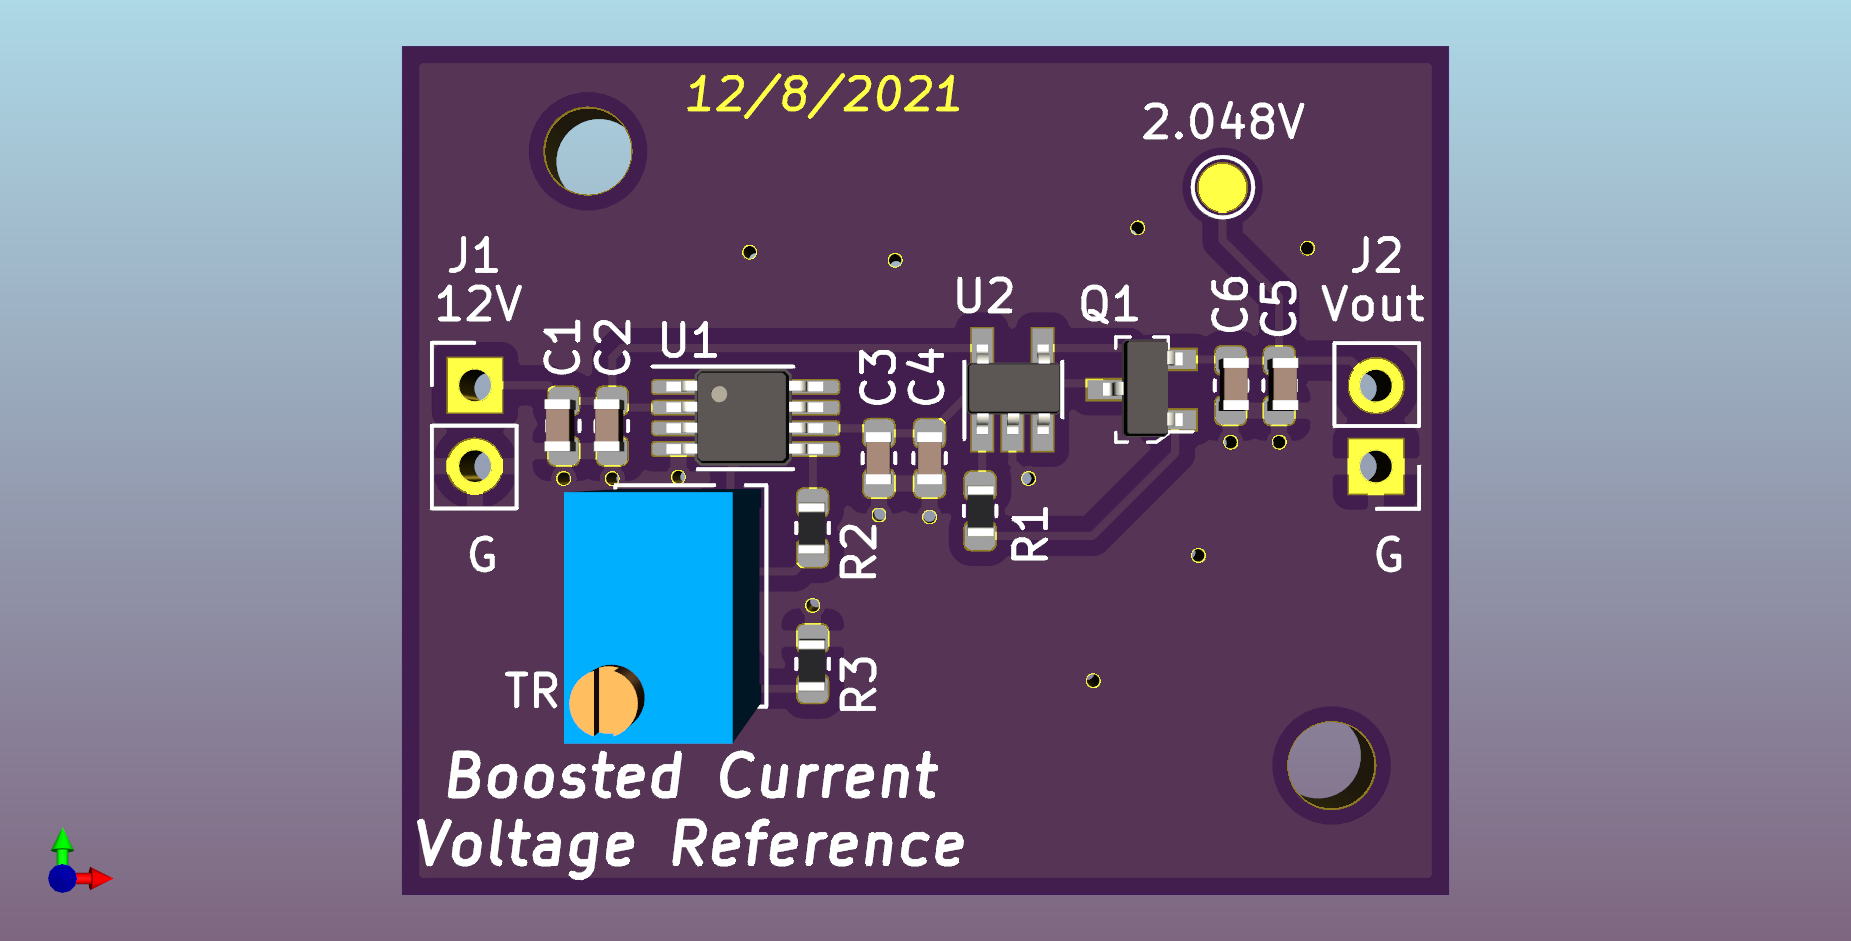 12/8/2021
2.048V
J1
12V
J2
Vout
U2
Q1
C6
C5
C1
C2
U1
C3
C4
R1
R2
G
G
R3
TR
Boosted Current
Voltage Reference